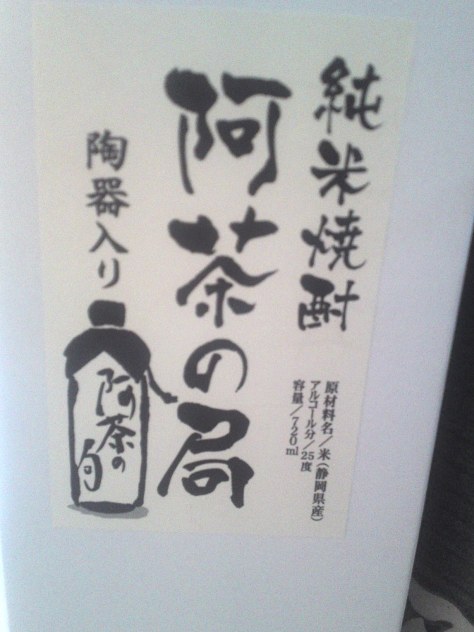 純米焼酎
阿茶の局
陶器入り
阿茶の局
原材料名／米（静岡県産）
アルコール分／25度
容量／720ml